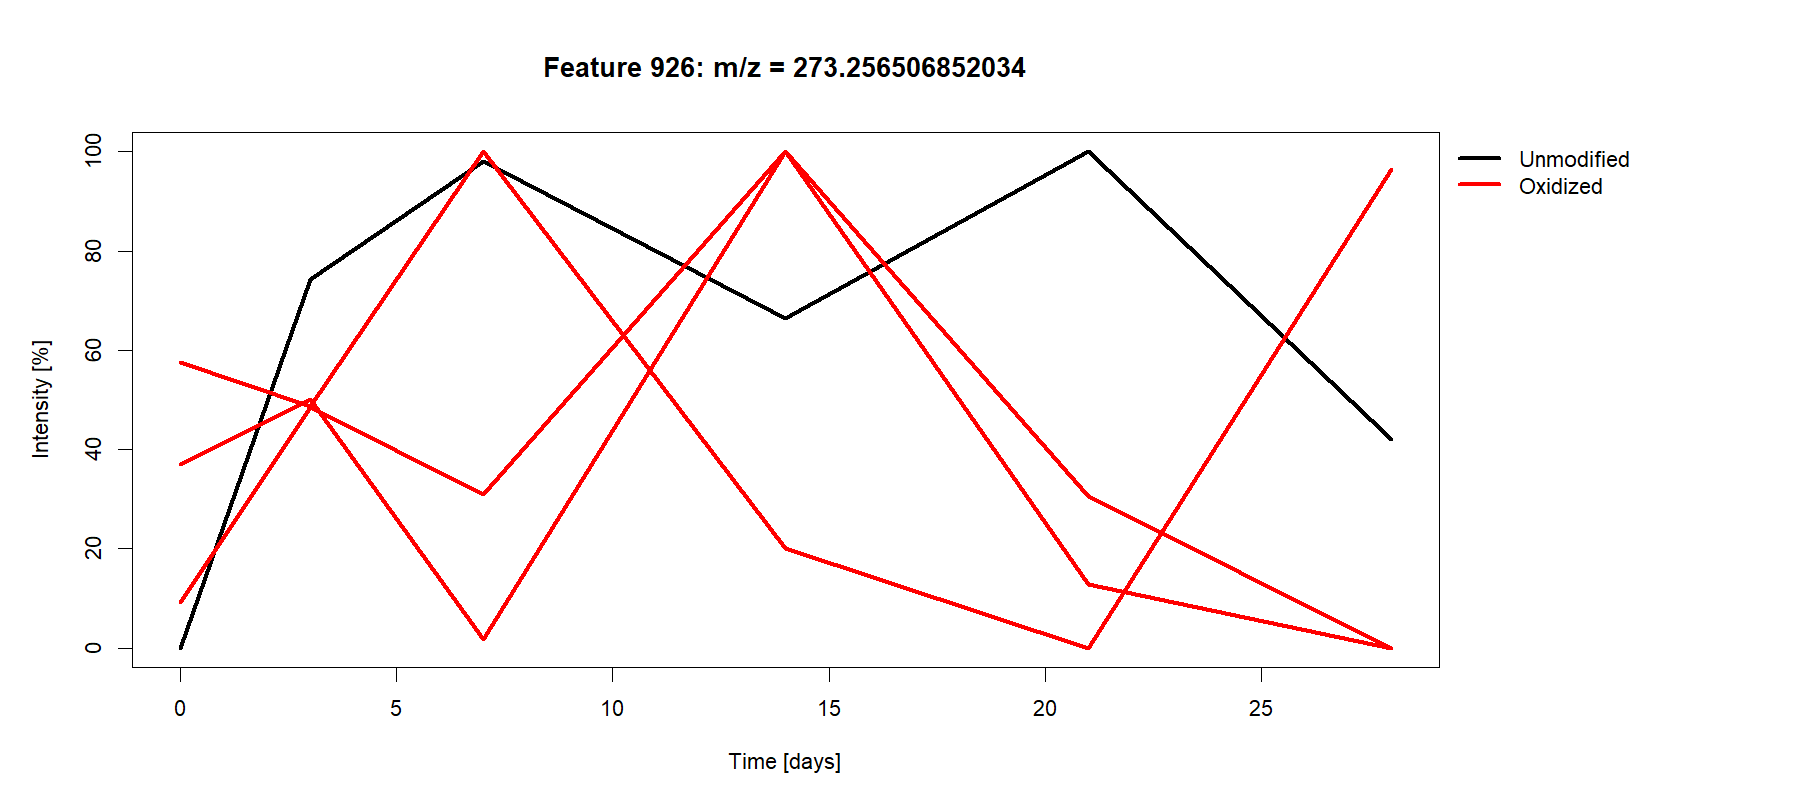 Feature 926: m/z = 273.256506852034
Unmodified
Oxidized
Intensity [%]
100
80
60
40
20
0
0 5 10 15 20 25
Time [days]